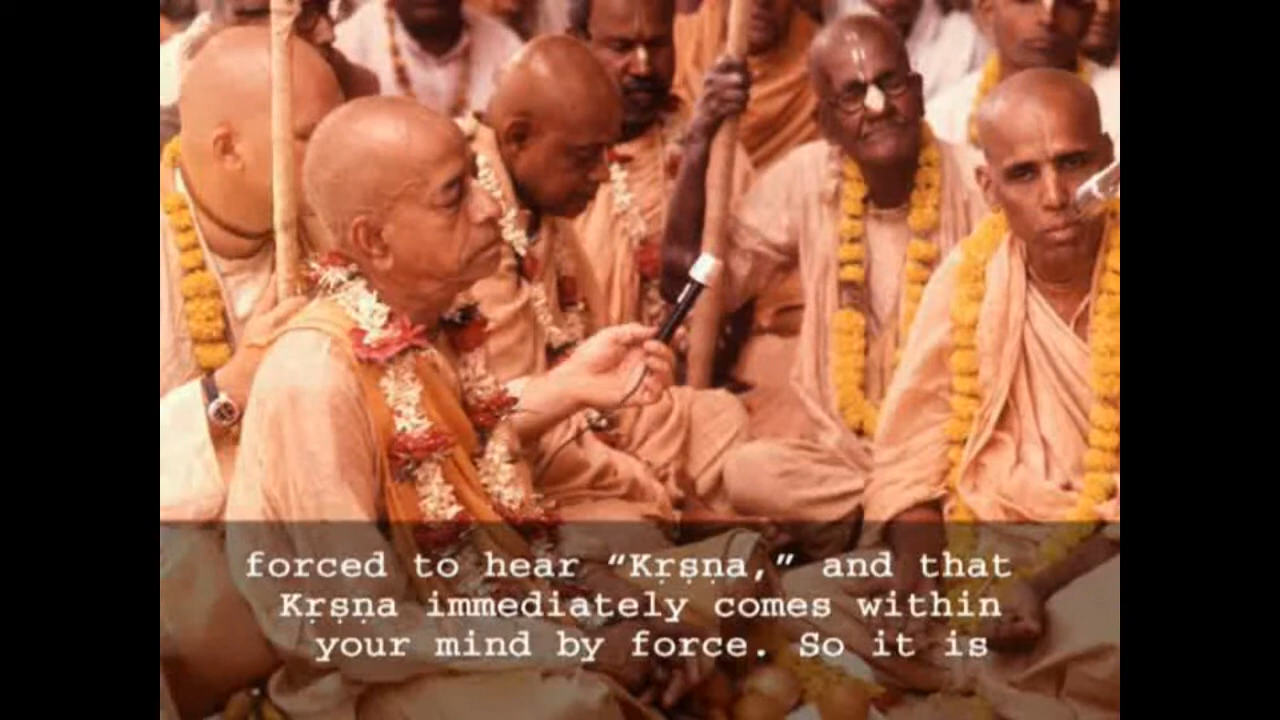 forced to hear “Kṛṣṇa,” and that
Kṛṣṇa immediately comes within
your mind by force. So it is